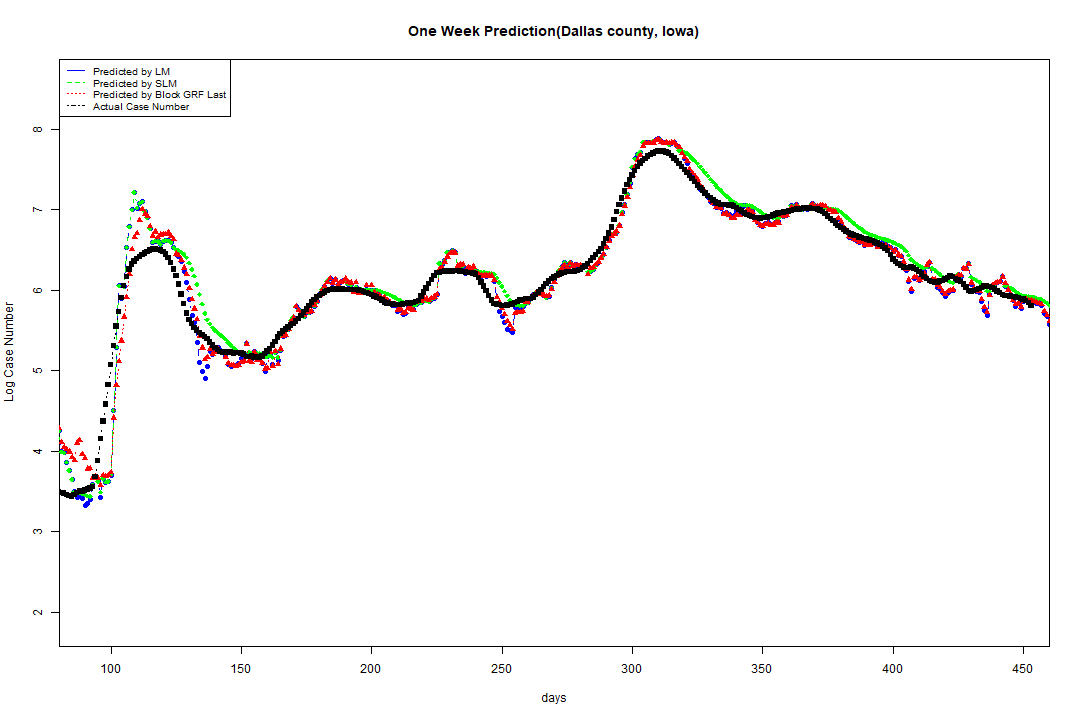 One Week Prediction(Dallas county, Iowa)
Predicted by LM
Predicted by SLM
Predicted by Block GRF Last
Actual Case Number
8
7
6
5
4
3
2
Log Case Number
100 150 200 250 300 350 400 450
days